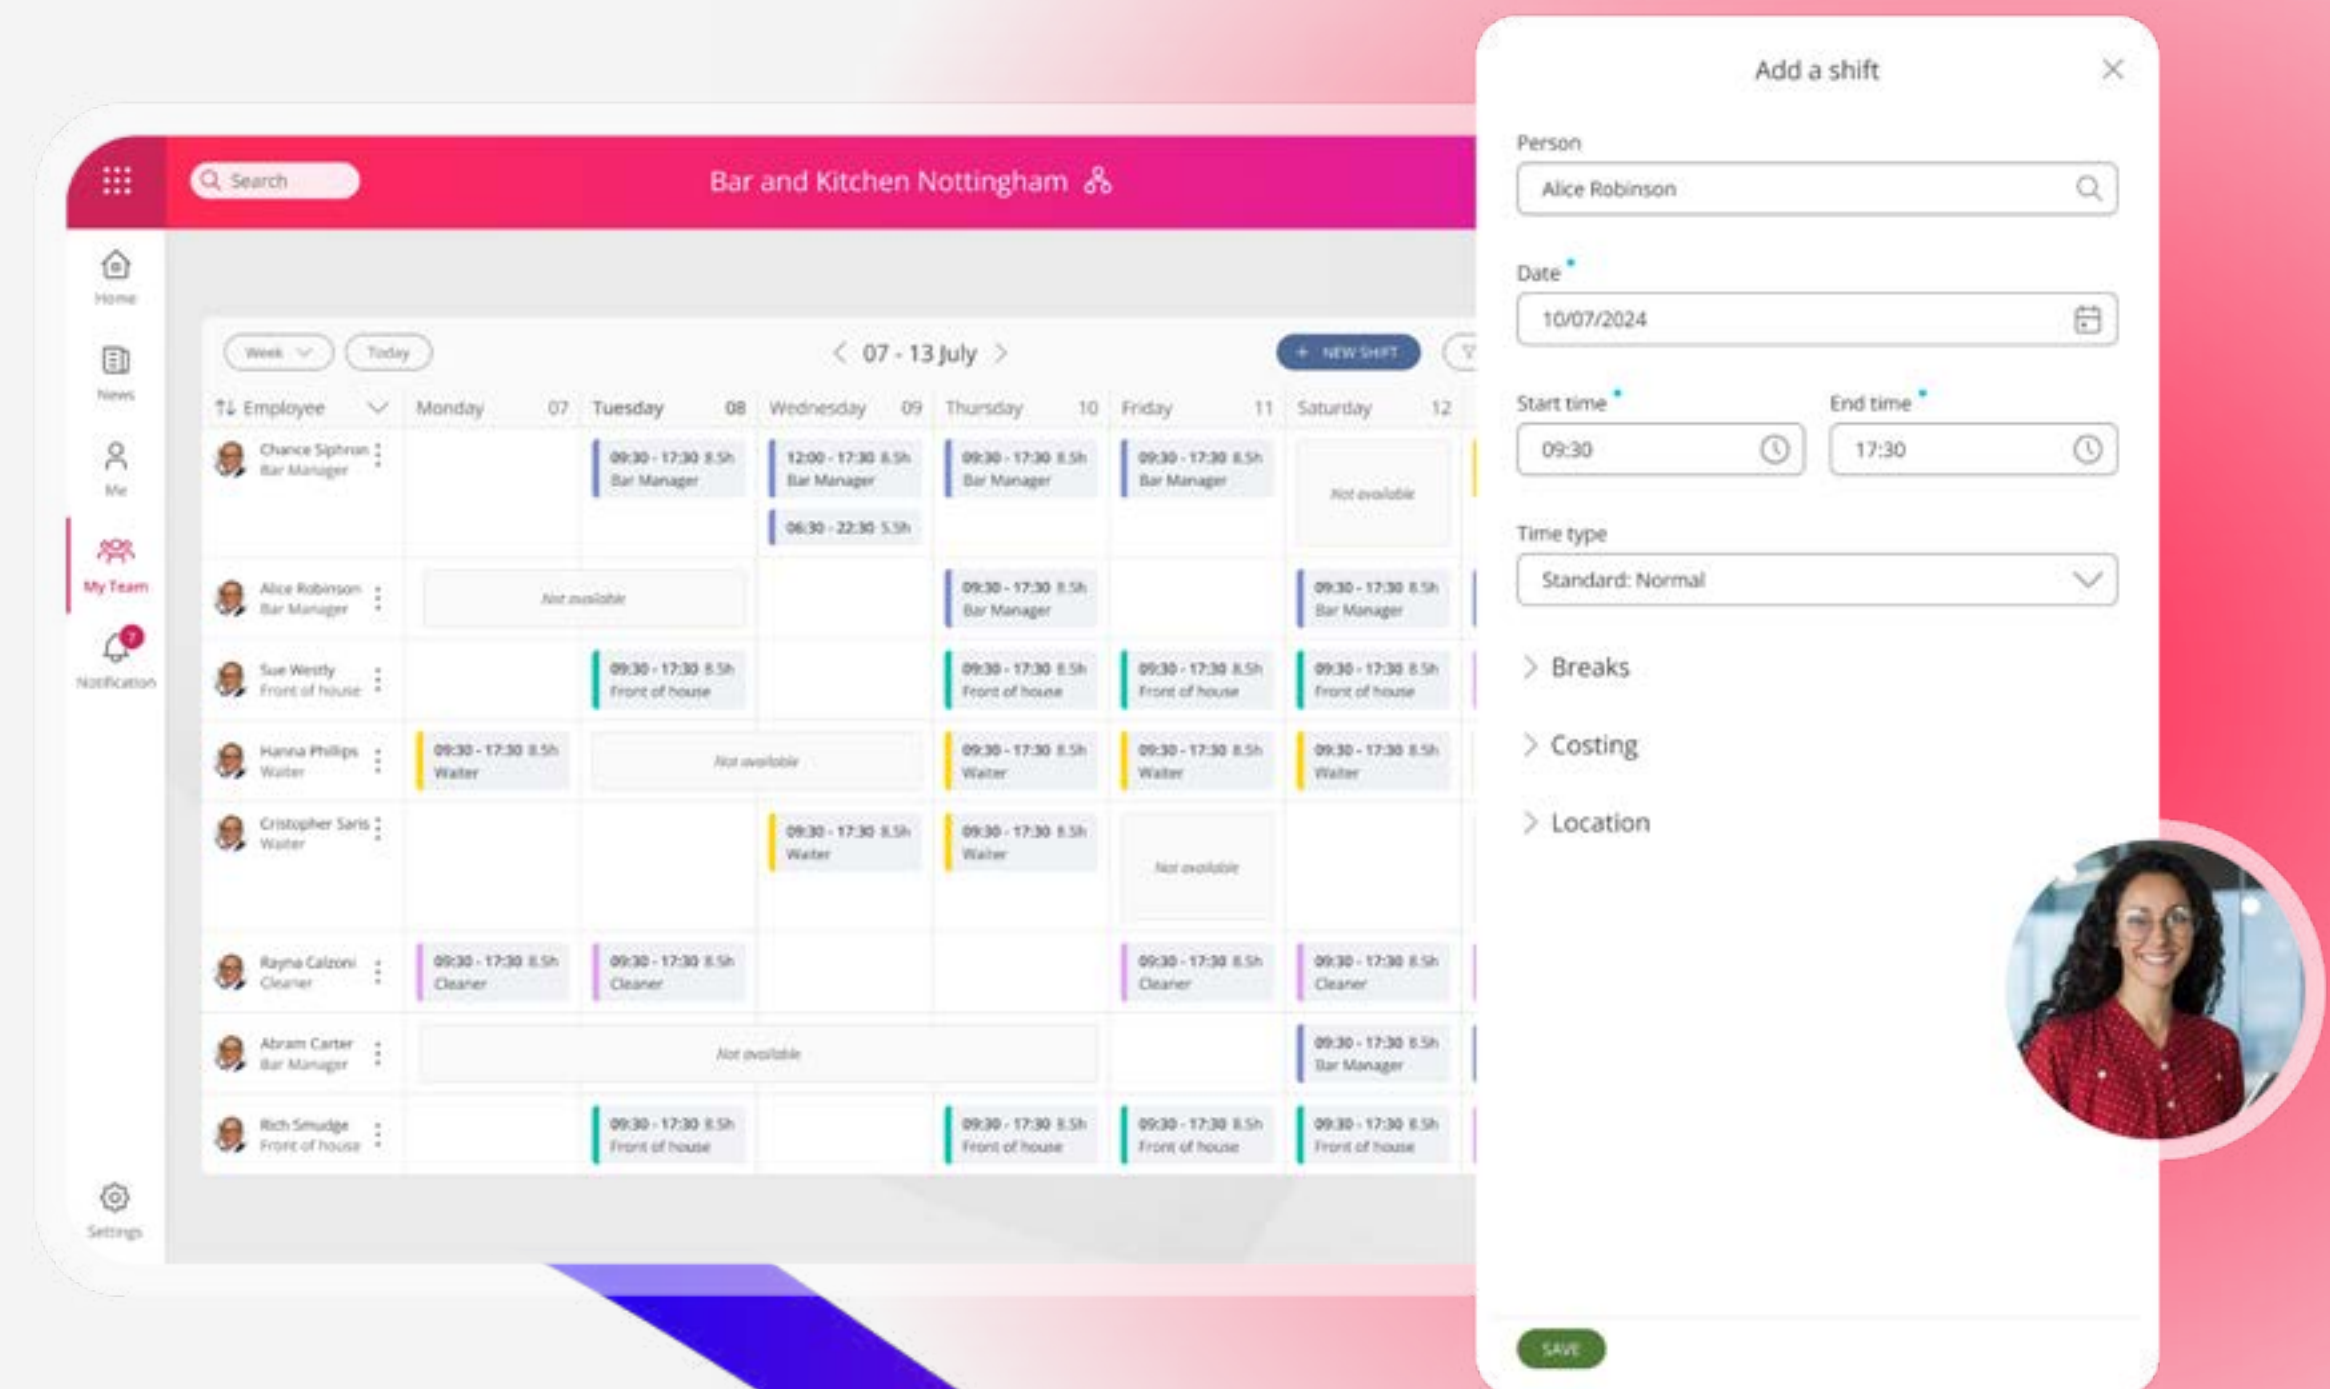 Search
Bar and Kitchen Nottingham
Home
News
Me
My Team
7
Notification
Settings
Week
Today
07 - 13 July
+ NEW SHIFT
Employee
Monday 07
Tuesday 08
Wednesday 09
Thursday 10
Friday 11
Saturday 12
Chance Siphron
Bar Manager
09:30 - 17:30 8.5h
Bar Manager
12:00 - 17:30 8.5h
Bar Manager
06:30 - 22:30 5.5h
09:30 - 17:30 8.5h
Bar Manager
09:30 - 17:30 8.5h
Bar Manager
Not available
Alice Robinson
Bar Manager
Not available
09:30 - 17:30 8.5h
Bar Manager
09:30 - 17:30 8.5h
Bar Manager
Sue Westly
Front of house
09:30 - 17:30 8.5h
Front of house
09:30 - 17:30 8.5h
Front of house
09:30 - 17:30 8.5h
Front of house
09:30 - 17:30 8.5h
Front of house
Hanna Phillips
Waiter
09:30 - 17:30 8.5h
Waiter
Not available
09:30 - 17:30 8.5h
Waiter
09:30 - 17:30 8.5h
Waiter
09:30 - 17:30 8.5h
Waiter
Cristopher Saris
Waiter
09:30 - 17:30 8.5h
Waiter
09:30 - 17:30 8.5h
Waiter
Not available
Rayna Calzoni
Cleaner
09:30 - 17:30 8.5h
Cleaner
09:30 - 17:30 8.5h
Cleaner
09:30 - 17:30 8.5h
Cleaner
09:30 - 17:30 8.5h
Cleaner
Abram Carter
Bar Manager
Not available
09:30 - 17:30 8.5h
Bar Manager
Rich Smudge
Front of house
09:30 - 17:30 8.5h
Front of house
09:30 - 17:30 8.5h
Front of house
09:30 - 17:30 8.5h
Front of house
09:30 - 17:30 8.5h
Front of house
Add a shift
Person
Alice Robinson
Date
10/07/2024
Start time
End time
09:30
17:30
Time type
Standard: Normal
Breaks
Costing
Location
SAVE